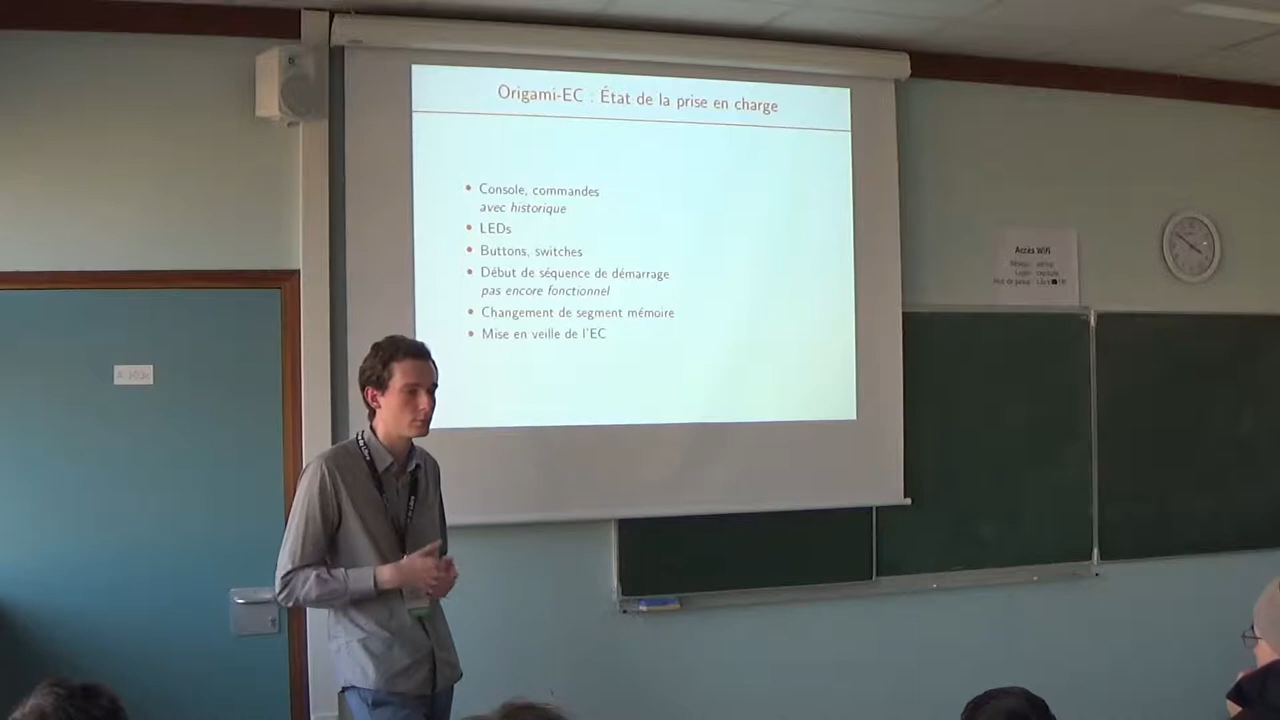 Origami-EC : État de la prise en charge
• Console, commandes
avec historique
• LEDs
• Buttons, switches
• Début de séquence de démarrage
pas encore fonctionnel
• Changement de segment mémoire
• Mise en veille de l'EC
Accès Wifi